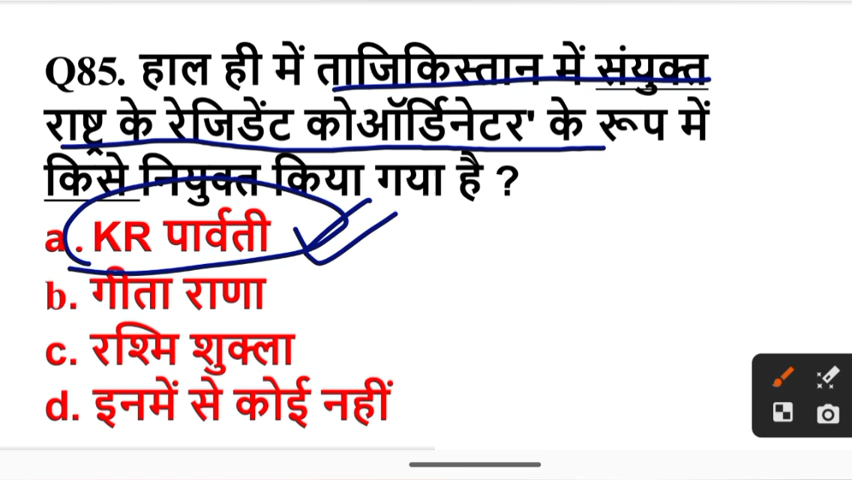 Q85. हाल ही में ताजिकिस्तान में संयुक्त
राष्ट्र के रेजिडेंट कोऑर्डिनेटर' के रूप में
किसे नियुक्त किया गया है ?
a. KR पार्वती
b. गीता राणा
c. रश्मि शुक्ला
d. इनमें से कोई नहीं